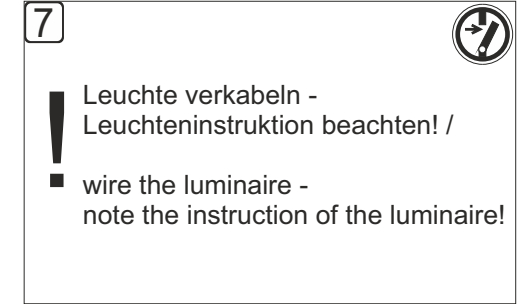 7
!
Leuchte verkabeln -
Leuchteninstruktion beachten! /
wire the luminaire -
note the instruction of the luminaire!